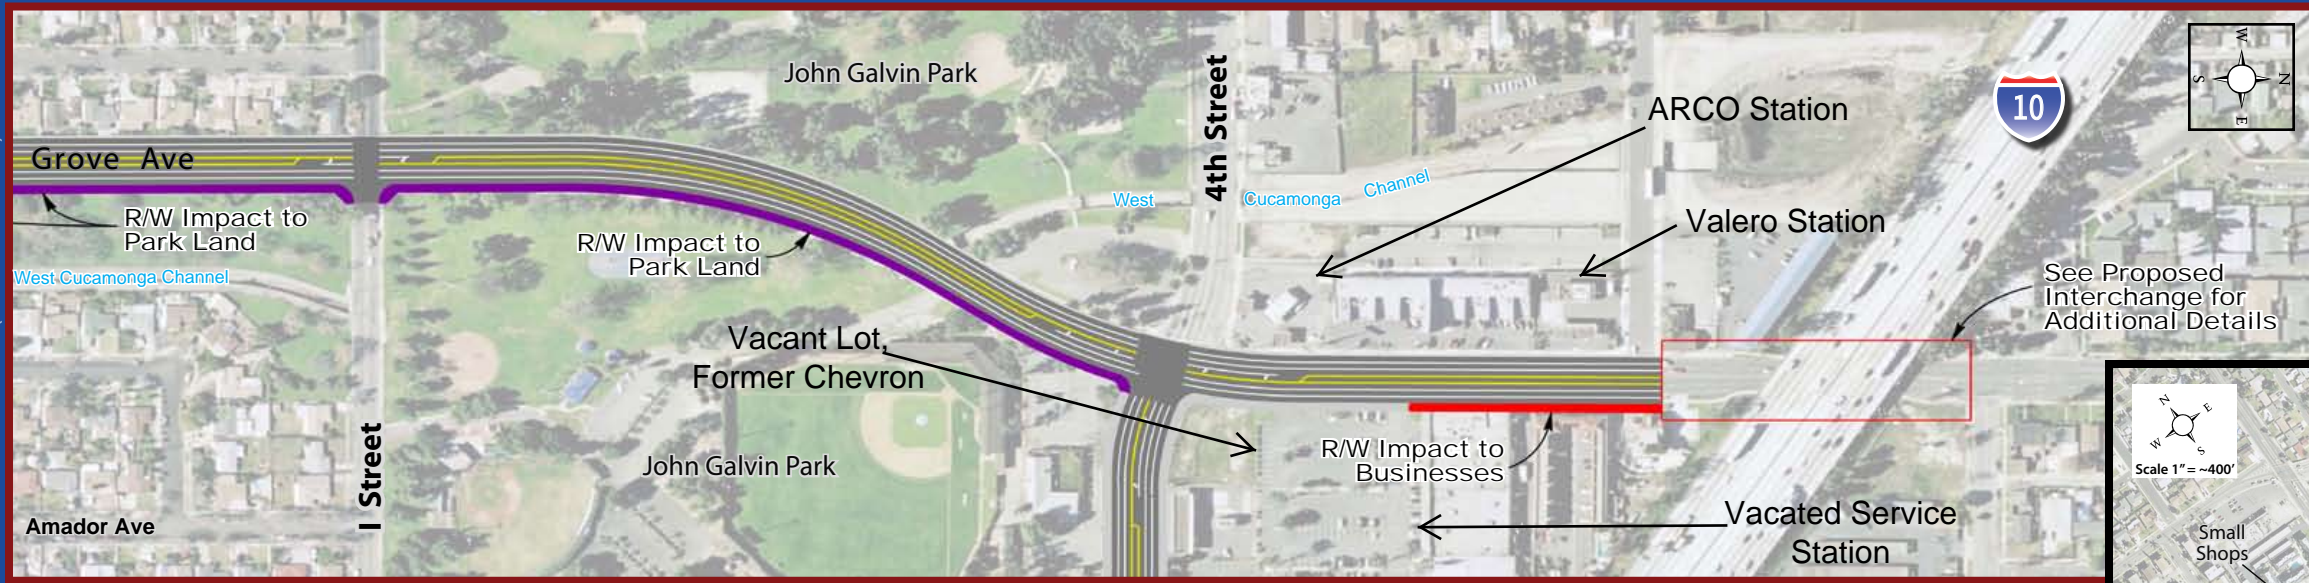 John Galvin Park
4th Street
ARCO Station
10
W
S
N
E
Grove Ave
R/W Impact to
Park Land
R/W Impact to
Park Land
West
Cucamonga
Channel
Valero Station
West Cucamonga Channel
See Proposed
Interchange for
Additional Details
Vacant Lot,
Former Chevron
I Street
John Galvin Park
R/W Impact to
Businesses
Amador Ave
Vacated Service
Station
N
E
W
S
Scale 1" = ~400'
Small
Shops